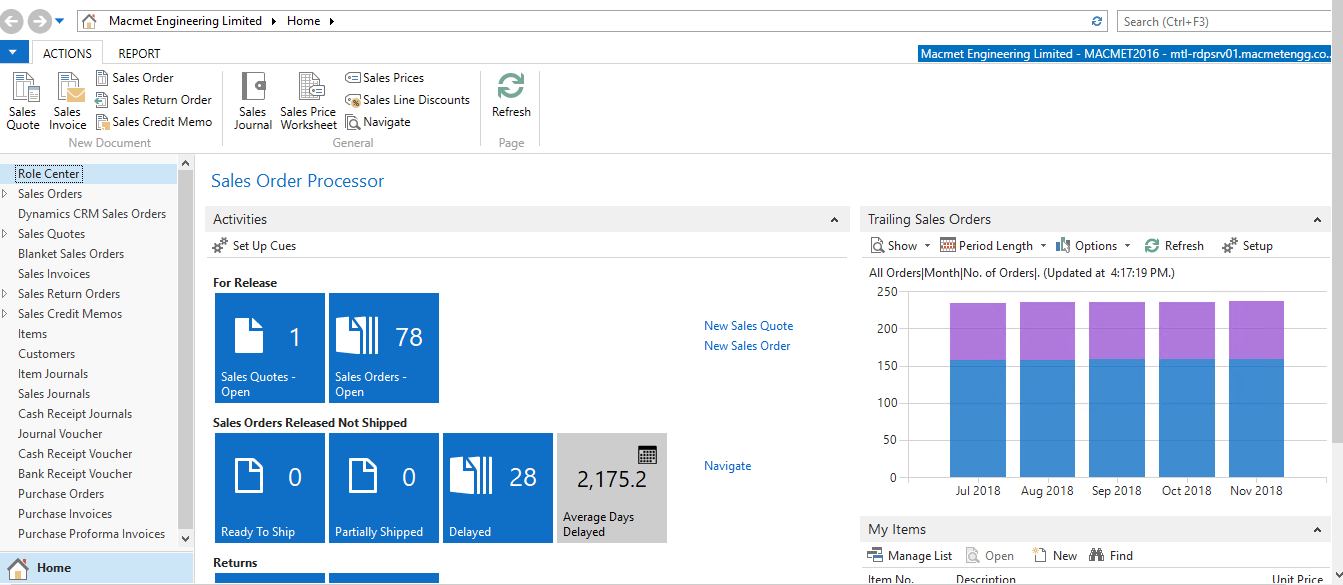 Macmet Engineering Limited Home
Search (Ctrl+F3)
ACTIONS REPORT
Macmet Engineering Limited - MACMET2016 - mtl-rdpsrv01.macmetengg.co...
Sales Quote
Sales Invoice
Sales Order
Sales Return Order
Sales Credit Memo
New Document
Sales Journal
Sales Price Worksheet
Sales Prices
Sales Line Discounts
Navigate
General
Refresh
Page
Role Center
Sales Orders
Dynamics CRM Sales Orders
Sales Quotes
Blanket Sales Orders
Sales Invoices
Sales Return Orders
Sales Credit Memos
Items
Customers
Item Journals
Sales Journals
Cash Receipt Journals
Journal Voucher
Cash Receipt Voucher
Bank Receipt Voucher
Purchase Orders
Purchase Invoices
Purchase Proforma Invoices
Home
Sales Order Processor
Activities
Set Up Cues
For Release
1
Sales Quotes -
Open
78
Sales Orders -
Open
New Sales Quote
New Sales Order
Sales Orders Released Not Shipped
0
Ready To Ship
0
Partially Shipped
28
Delayed
2,175.2
Average Days
Delayed
Navigate
Returns
Trailing Sales Orders
Show Period Length Options Refresh Setup
All Orders|Month|No. of Orders|. (Updated at 4:17:19 PM.)
250
200
150
100
50
0
Jul 2018 Aug 2018 Sep 2018 Oct 2018 Nov 2018
My Items
Manage List Open New Find
Item No. Description Unit Price